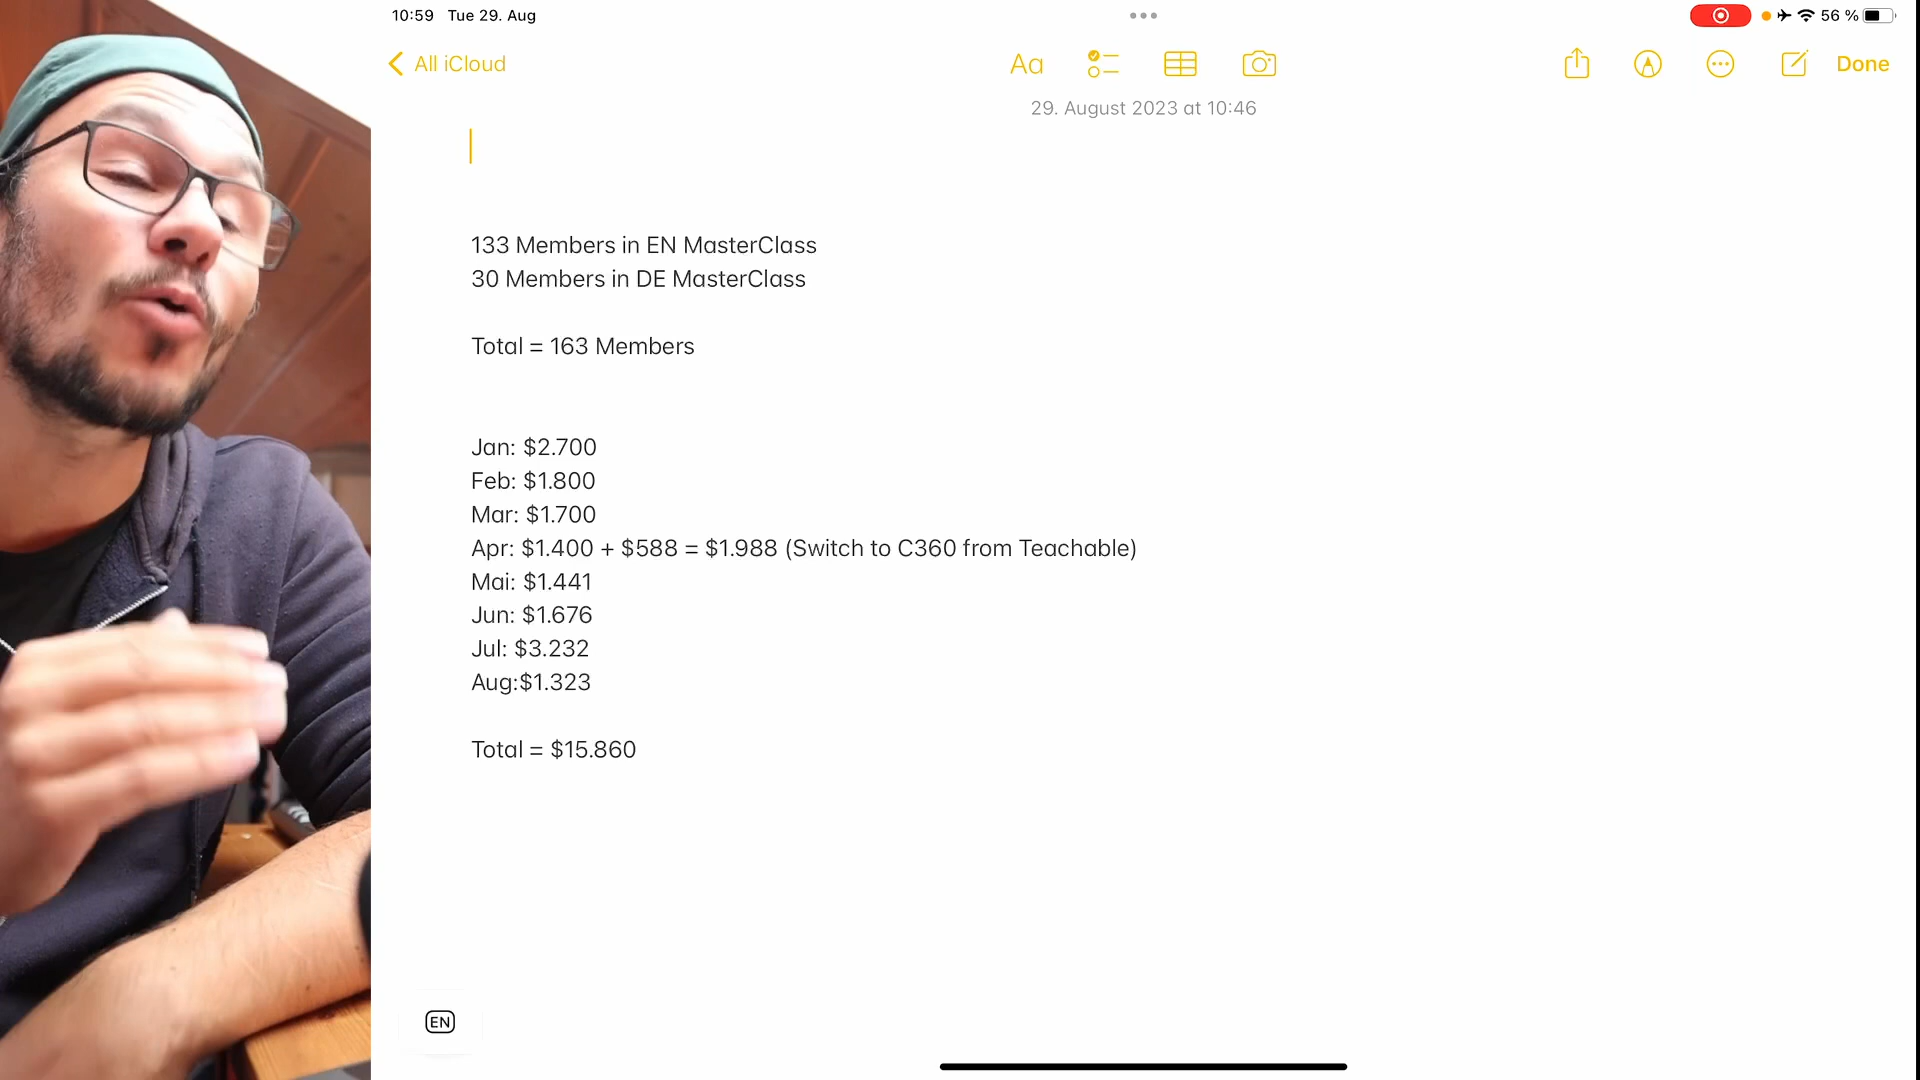 10:59 Tue 29. Aug
56 %
All iCloud
Aa
Done
29. August 2023 at 10:46
133 Members in EN MasterClass
30 Members in DE MasterClass
Total = 163 Members
Jan: $2.700
Feb: $1.800
Mar: $1.700
Apr: $1.400 + $588 = $1.988 (Switch to C360 from Teachable)
Mai: $1.441
Jun: $1.676
Jul: $3.232
Aug:$1.323
Total = $15.860
EN